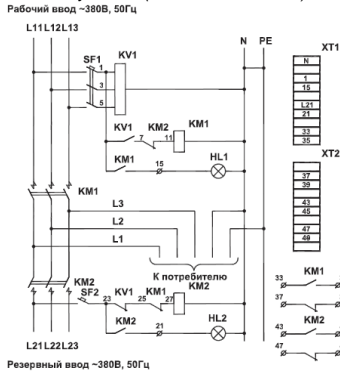 Рабочий ввод ~380В, 50Гц
L11 L12 L13
N PE
XT1
SF1
KV1
1
3
5
N
1
15
L21
21
33
35
KV1
KM2
KM1
7
11
KM1
15
HL1
XT2
37
39
43
45
47
KM1
L3
L2
L1
К потребителю
KM2
SF2
23
KV1
25
KM1
27
KM2
KM2
21
HL2
33
KM1
37
43
KM2
47
L21 L22 L23
Резервный ввод ~380В, 50Гц